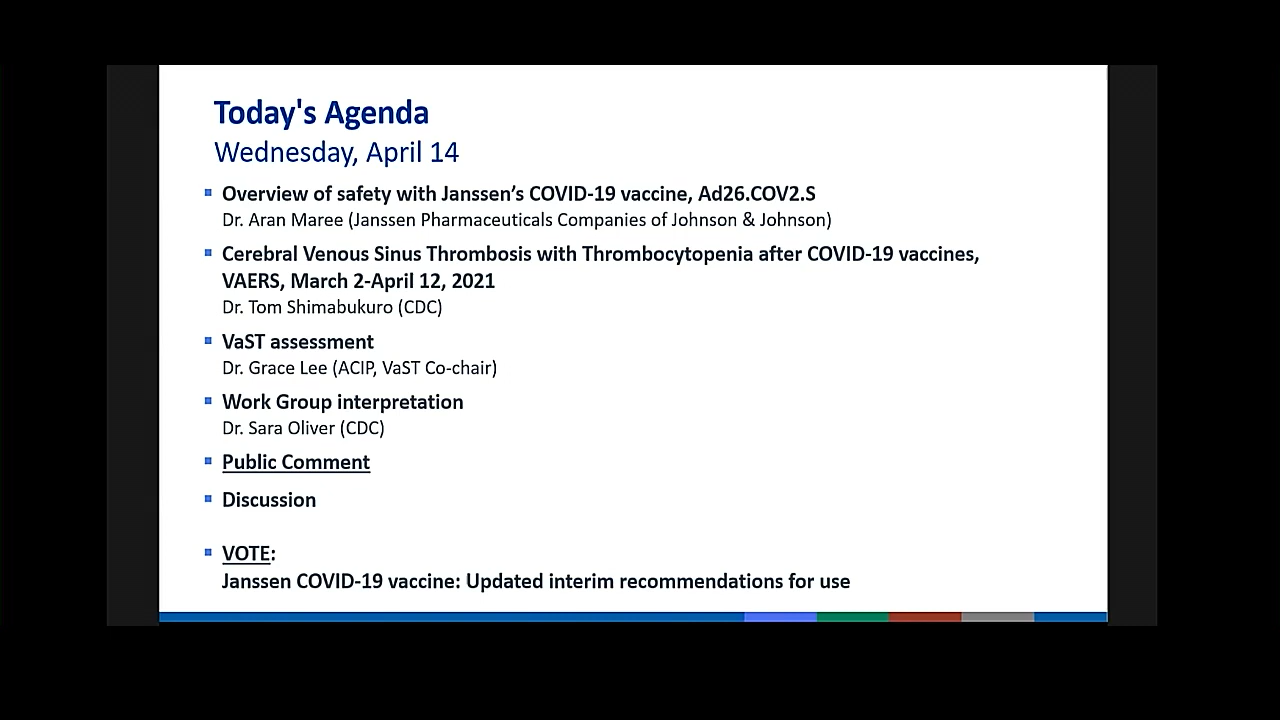 Today's Agenda
Wednesday, April 14
Overview of safety with Janssen’s COVID-19 vaccine, Ad26.COV2.S
Dr. Aran Maree (Janssen Pharmaceuticals Companies of Johnson & Johnson)
Cerebral Venous Sinus Thrombosis with Thrombocytopenia after COVID-19 vaccines,
VAERS, March 2-April 12, 2021
Dr. Tom Shimabukuro (CDC)
VaST assessment
Dr. Grace Lee (ACIP, VaST Co-chair)
Work Group interpretation
Dr. Sara Oliver (CDC)
Public Comment
Discussion
VOTE:
Janssen COVID-19 vaccine: Updated interim recommendations for use